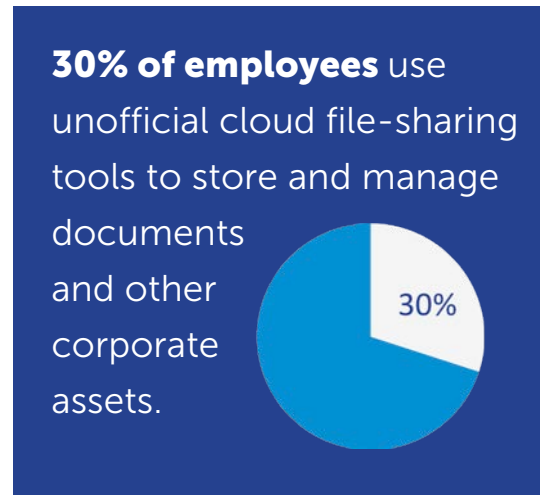 30% of employees use
unofficial cloud file-sharing
tools to store and manage
documents
and other
corporate
assets.
30%